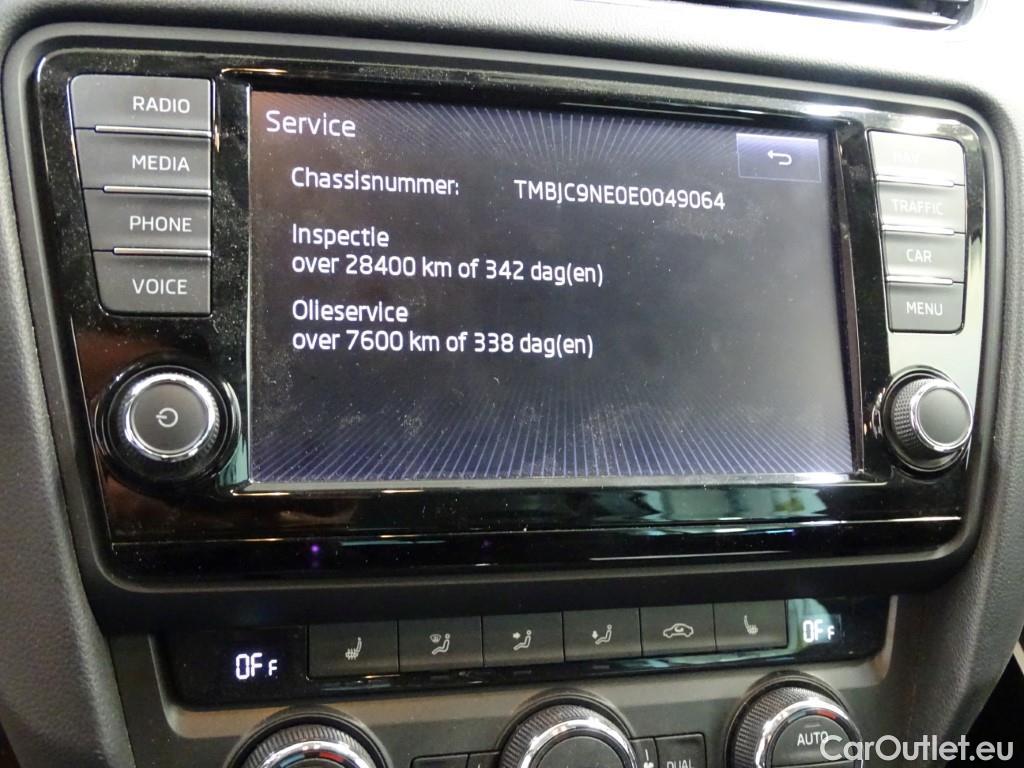 RADIO
MEDIA
PHONE
VOICE
Service
Chassisnummer: TMBJC9NE0E0049064
Inspectie
over 28400 km of 342 dag(en)
Olieservice
over 7600 km of 338 dag(en)
NAV
TRAFFIC
CAR
MENU
OFF
OFF
AUTO
DUAL
CarOutlet.eu